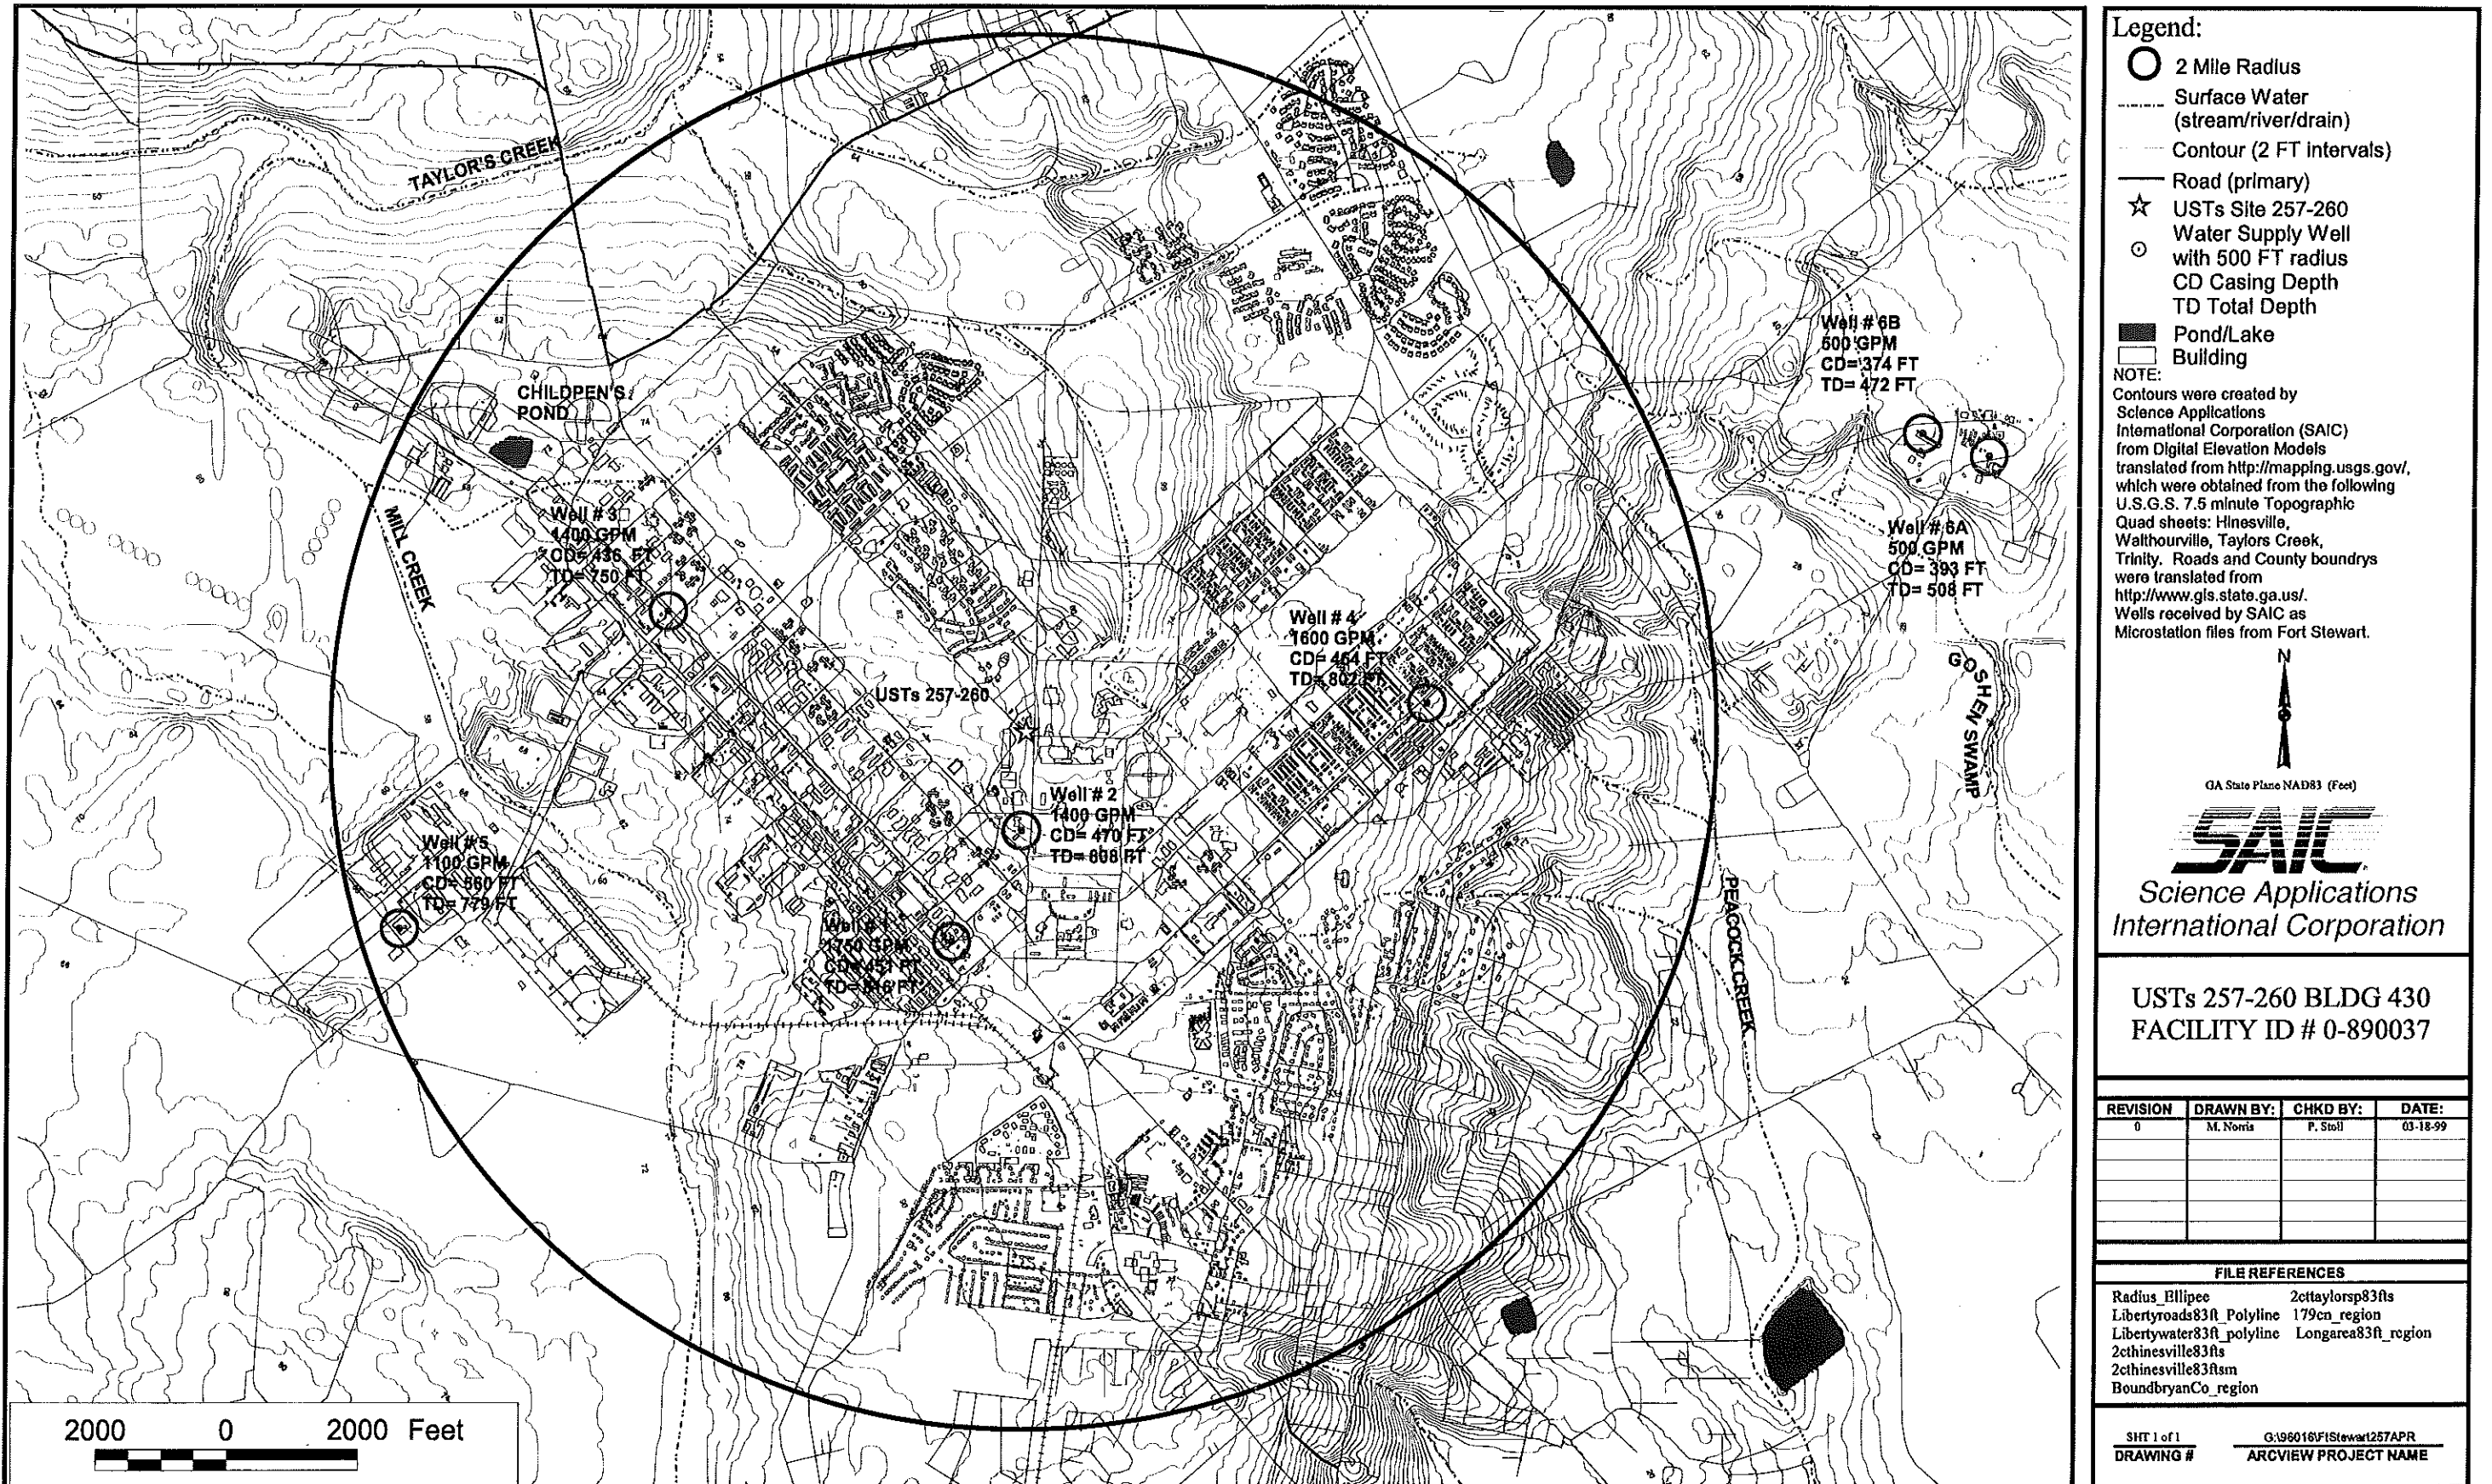 TAYLOR'S CREEK
CHILDPEN'S
POND
MILL CREEK
Well # 3
1400 GPM
CD= 436 FT
TD= 750 FT
USTs 257-260
Well # 2
1400 GPM
CD= 470 FT
TD= 808 FT
Well # 4
1600 GPM
CD= 464 FT
TD= 802 FT
Well # 5
1100 GPM
CD= 560 FT
TD= 779 FT
Well # 1
1750 GPM
CD= 451 FT
TD= 816 FT
Well # 6B
500 GPM
CD= 374 FT
TD= 472 FT
Well # 6A
500 GPM
CD= 393 FT
TD= 508 FT
GOSHEN SWAMP
PEACOCK CREEK
2000 0 2000 Feet
Legend:
2 Mile Radius
Surface Water
(stream/river/drain)
Contour (2 FT intervals)
Road (primary)
USTs Site 257-260
Water Supply Well
with 500 FT radius
CD Casing Depth
TD Total Depth
Pond/Lake
Building
NOTE:
Contours were created by
Science Applications
International Corporation (SAIC)
from Digital Elevation Models
translated from http://mapping.usgs.gov/,
which were obtained from the following
U.S.G.S. 7.5 minute Topographic
Quad sheets: Hinesville,
Walthourville, Taylors Creek,
Trinity. Roads and County boundrys
were translated from
http://www.gis.state.ga.us/.
Wells received by SAIC as
Microstation files from Fort Stewart.
N
GA State Plane NAD83 (Feet)
SAIC
Science Applications
International Corporation
USTs 257-260 BLDG 430
FACILITY ID # 0-890037
REVISION DRAWN BY: CHKD BY: DATE:
0 M. Norris P. Stoll 03-18-99
FILE REFERENCES
Radius_Ellipee 2cttaylorsp83fts
Libertyroads83ft_Polyline 179cn_region
Libertywater83ft_polyline Longarea83ft_region
2cthinesville83fts
2cthinesville83ftsm
BoundbryanCo_region
SHT 1 of 1 G:\96016\FtStewart257APR
DRAWING # ARCVIEW PROJECT NAME